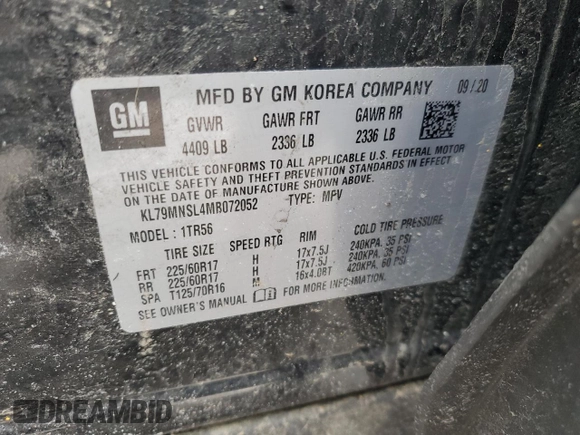 GM
MFD BY GM KOREA COMPANY 09/20
GVWR GAWR FRT GAWR RR
4409 LB 2336 LB 2336 LB
THIS VEHICLE CONFORMS TO ALL APPLICABLE U.S. FEDERAL MOTOR
VEHICLE SAFETY AND THEFT PREVENTION STANDARDS IN EFFECT
ON THE DATE OF MANUFACTURE SHOWN ABOVE.
KL79MNSL4MB072052 TYPE: MPV
MODEL: 1TR56
TIRE SIZE SPEED RTG RIM COLD TIRE PRESSURE
FRT 225/60R17 H 17x7.5J 240KPA, 35 PSI
RR 225/60R17 H 17x7.5J 240KPA, 35 PSI
SPA T125/70R16 M 16x4.0BT 420KPA, 60 PSI
SEE OWNER'S MANUAL FOR MORE INFORMATION.
DREAMBID